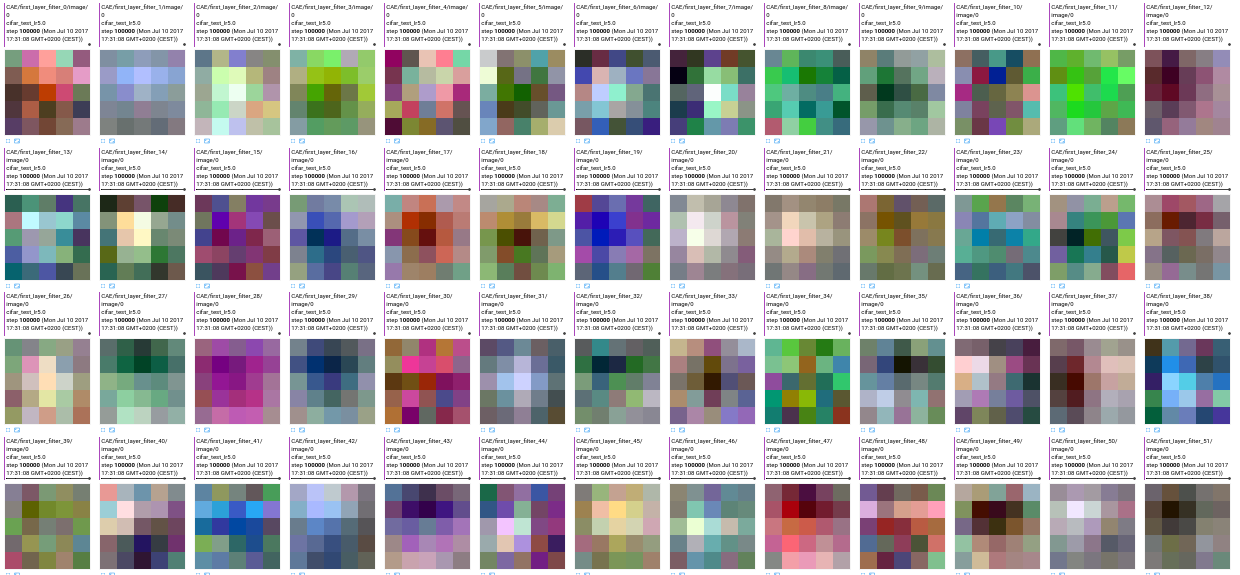 CAE/first_layer_filter_0/image/
0
cifar_test_lr5.0
step 100000 (Mon Jul 10 2017
17:31:08 GMT+0200 (CEST))
CAE/first_layer_filter_1/image/
0
cifar_test_lr5.0
step 100000 (Mon Jul 10 2017
17:31:08 GMT+0200 (CEST))
CAE/first_layer_filter_2/image/
0
cifar_test_lr5.0
step 100000 (Mon Jul 10 2017
17:31:08 GMT+0200 (CEST))
CAE/first_layer_filter_3/image/
0
cifar_test_lr5.0
step 100000 (Mon Jul 10 2017
17:31:08 GMT+0200 (CEST))
CAE/first_layer_filter_4/image/
0
cifar_test_lr5.0
step 100000 (Mon Jul 10 2017
17:31:08 GMT+0200 (CEST))
CAE/first_layer_filter_5/image/
0
cifar_test_lr5.0
step 100000 (Mon Jul 10 2017
17:31:08 GMT+0200 (CEST))
CAE/first_layer_filter_6/image/
0
cifar_test_lr5.0
step 100000 (Mon Jul 10 2017
17:31:08 GMT+0200 (CEST))
CAE/first_layer_filter_7/image/
0
cifar_test_lr5.0
step 100000 (Mon Jul 10 2017
17:31:08 GMT+0200 (CEST))
CAE/first_layer_filter_8/image/
0
cifar_test_lr5.0
step 100000 (Mon Jul 10 2017
17:31:08 GMT+0200 (CEST))
CAE/first_layer_filter_9/image/
0
cifar_test_lr5.0
step 100000 (Mon Jul 10 2017
17:31:08 GMT+0200 (CEST))
CAE/first_layer_filter_10/
image/0
cifar_test_lr5.0
step 100000 (Mon Jul 10 2017
17:31:08 GMT+0200 (CEST))
CAE/first_layer_filter_11/
image/0
cifar_test_lr5.0
step 100000 (Mon Jul 10 2017
17:31:08 GMT+0200 (CEST))
CAE/first_layer_filter_12/
image/0
cifar_test_lr5.0
step 100000 (Mon Jul 10 2017
17:31:08 GMT+0200 (CEST))
CAE/first_layer_filter_13/
image/0
cifar_test_lr5.0
step 100000 (Mon Jul 10 2017
17:31:08 GMT+0200 (CEST))
CAE/first_layer_filter_14/
image/0
cifar_test_lr5.0
step 100000 (Mon Jul 10 2017
17:31:08 GMT+0200 (CEST))
CAE/first_layer_filter_15/
image/0
cifar_test_lr5.0
step 100000 (Mon Jul 10 2017
17:31:08 GMT+0200 (CEST))
CAE/first_layer_filter_16/
image/0
cifar_test_lr5.0
step 100000 (Mon Jul 10 2017
17:31:08 GMT+0200 (CEST))
CAE/first_layer_filter_17/
image/0
cifar_test_lr5.0
step 100000 (Mon Jul 10 2017
17:31:08 GMT+0200 (CEST))
CAE/first_layer_filter_18/
image/0
cifar_test_lr5.0
step 100000 (Mon Jul 10 2017
17:31:08 GMT+0200 (CEST))
CAE/first_layer_filter_19/
image/0
cifar_test_lr5.0
step 100000 (Mon Jul 10 2017
17:31:08 GMT+0200 (CEST))
CAE/first_layer_filter_20/
image/0
cifar_test_lr5.0
step 100000 (Mon Jul 10 2017
17:31:08 GMT+0200 (CEST))
CAE/first_layer_filter_21/
image/0
cifar_test_lr5.0
step 100000 (Mon Jul 10 2017
17:31:08 GMT+0200 (CEST))
CAE/first_layer_filter_22/
image/0
cifar_test_lr5.0
step 100000 (Mon Jul 10 2017
17:31:08 GMT+0200 (CEST))
CAE/first_layer_filter_23/
image/0
cifar_test_lr5.0
step 100000 (Mon Jul 10 2017
17:31:08 GMT+0200 (CEST))
CAE/first_layer_filter_24/
image/0
cifar_test_lr5.0
step 100000 (Mon Jul 10 2017
17:31:08 GMT+0200 (CEST))
CAE/first_layer_filter_25/
image/0
cifar_test_lr5.0
step 100000 (Mon Jul 10 2017
17:31:08 GMT+0200 (CEST))
CAE/first_layer_filter_26/
image/0
cifar_test_lr5.0
step 100000 (Mon Jul 10 2017
17:31:08 GMT+0200 (CEST))
CAE/first_layer_filter_27/
image/0
cifar_test_lr5.0
step 100000 (Mon Jul 10 2017
17:31:08 GMT+0200 (CEST))
CAE/first_layer_filter_28/
image/0
cifar_test_lr5.0
step 100000 (Mon Jul 10 2017
17:31:08 GMT+0200 (CEST))
CAE/first_layer_filter_29/
image/0
cifar_test_lr5.0
step 100000 (Mon Jul 10 2017
17:31:08 GMT+0200 (CEST))
CAE/first_layer_filter_30/
image/0
cifar_test_lr5.0
step 100000 (Mon Jul 10 2017
17:31:08 GMT+0200 (CEST))
CAE/first_layer_filter_31/
image/0
cifar_test_lr5.0
step 100000 (Mon Jul 10 2017
17:31:08 GMT+0200 (CEST))
CAE/first_layer_filter_32/
image/0
cifar_test_lr5.0
step 100000 (Mon Jul 10 2017
17:31:08 GMT+0200 (CEST))
CAE/first_layer_filter_33/
image/0
cifar_test_lr5.0
step 100000 (Mon Jul 10 2017
17:31:08 GMT+0200 (CEST))
CAE/first_layer_filter_34/
image/0
cifar_test_lr5.0
step 100000 (Mon Jul 10 2017
17:31:08 GMT+0200 (CEST))
CAE/first_layer_filter_35/
image/0
cifar_test_lr5.0
step 100000 (Mon Jul 10 2017
17:31:08 GMT+0200 (CEST))
CAE/first_layer_filter_36/
image/0
cifar_test_lr5.0
step 100000 (Mon Jul 10 2017
17:31:08 GMT+0200 (CEST))
CAE/first_layer_filter_37/
image/0
cifar_test_lr5.0
step 100000 (Mon Jul 10 2017
17:31:08 GMT+0200 (CEST))
CAE/first_layer_filter_38/
image/0
cifar_test_lr5.0
step 100000 (Mon Jul 10 2017
17:31:08 GMT+0200 (CEST))
CAE/first_layer_filter_39/
image/0
cifar_test_lr5.0
step 100000 (Mon Jul 10 2017
17:31:08 GMT+0200 (CEST))
CAE/first_layer_filter_40/
image/0
cifar_test_lr5.0
step 100000 (Mon Jul 10 2017
17:31:08 GMT+0200 (CEST))
CAE/first_layer_filter_41/
image/0
cifar_test_lr5.0
step 100000 (Mon Jul 10 2017
17:31:08 GMT+0200 (CEST))
CAE/first_layer_filter_42/
image/0
cifar_test_lr5.0
step 100000 (Mon Jul 10 2017
17:31:08 GMT+0200 (CEST))
CAE/first_layer_filter_43/
image/0
cifar_test_lr5.0
step 100000 (Mon Jul 10 2017
17:31:08 GMT+0200 (CEST))
CAE/first_layer_filter_44/
image/0
cifar_test_lr5.0
step 100000 (Mon Jul 10 2017
17:31:08 GMT+0200 (CEST))
CAE/first_layer_filter_45/
image/0
cifar_test_lr5.0
step 100000 (Mon Jul 10 2017
17:31:08 GMT+0200 (CEST))
CAE/first_layer_filter_46/
image/0
cifar_test_lr5.0
step 100000 (Mon Jul 10 2017
17:31:08 GMT+0200 (CEST))
CAE/first_layer_filter_47/
image/0
cifar_test_lr5.0
step 100000 (Mon Jul 10 2017
17:31:08 GMT+0200 (CEST))
CAE/first_layer_filter_48/
image/0
cifar_test_lr5.0
step 100000 (Mon Jul 10 2017
17:31:08 GMT+0200 (CEST))
CAE/first_layer_filter_49/
image/0
cifar_test_lr5.0
step 100000 (Mon Jul 10 2017
17:31:08 GMT+0200 (CEST))
CAE/first_layer_filter_50/
image/0
cifar_test_lr5.0
step 100000 (Mon Jul 10 2017
17:31:08 GMT+0200 (CEST))
CAE/first_layer_filter_51/
image/0
cifar_test_lr5.0
step 100000 (Mon Jul 10 2017
17:31:08 GMT+0200 (CEST))